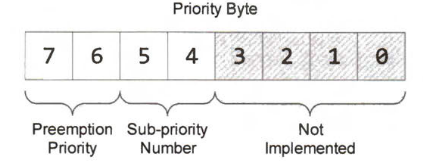 Priority Byte
7 6 5 4 3 2 1 0
Preemption Priority
Sub-priority Number
Not Implemented